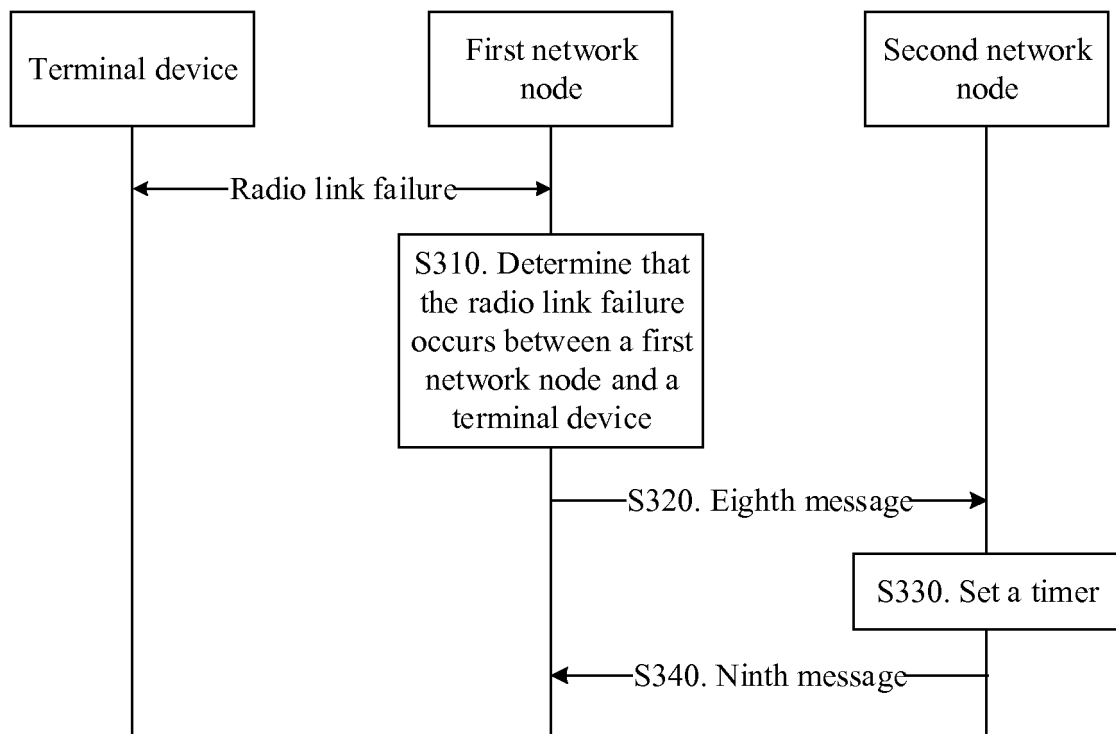 Terminal device
First network
node
Second network
node
Radio link failure
S310. Determine that
the radio link failure
occurs between a first
network node and a
terminal device
S320. Eighth message
S330. Set a timer
S340. Ninth message